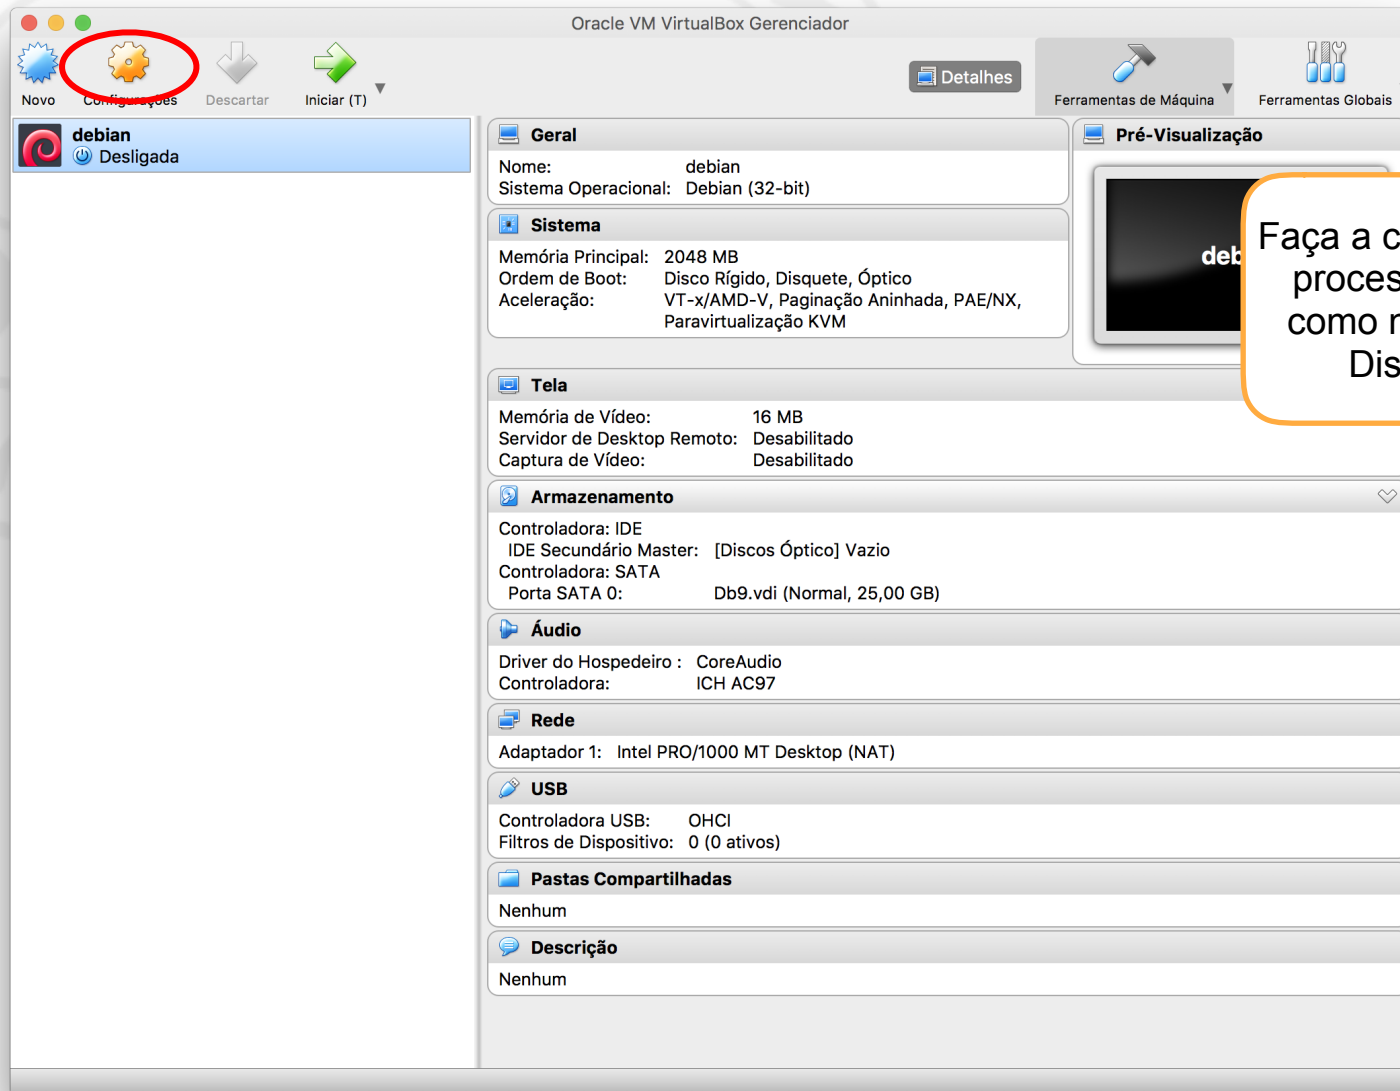 Oracle VM VirtualBox Gerenciador
Novo
Configurações
Descartar
Iniciar (T)
Detalhes
Ferramentas de Máquina
Ferramentas Globais
debian
Desligada
Geral
Nome: debian
Sistema Operacional: Debian (32-bit)
Pré-Visualização
Sistema
Memória Principal: 2048 MB
Ordem de Boot: Disco Rígido, Disquete, Óptico
Aceleração: VT-x/AMD-V, Paginação Aninhada, PAE/NX,
Paravirtualização KVM
Faça a
como
Tela
Memória de Vídeo: 16 MB
Servidor de Desktop Remoto: Desabilitado
Captura de Vídeo: Desabilitado
Armazenamento
Controladora: IDE
IDE Secundário Master: [Discos Óptico] Vazio
Controladora: SATA
Porta SATA 0: Db9.vdi (Normal, 25,00 GB)
Áudio
Driver do Hospedeiro : CoreAudio
Controladora: ICH AC97
Rede
Adaptador 1: Intel PRO/1000 MT Desktop (NAT)
USB
Controladora USB: OHCI
Filtros de Dispositivo: 0 (0 ativos)
Pastas Compartilhadas
Nenhum
Descrição
Nenhum